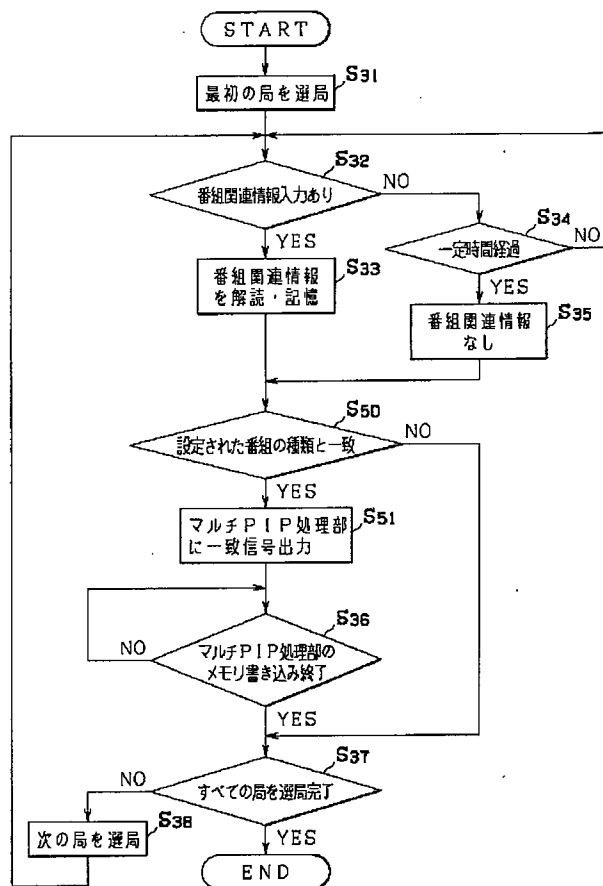 START
S31
最初の局を選局
S32
番組関連情報入力あり
NO
YES
S34
一定時間経過
NO
YES
S33
番組関連情報
を解読・記憶
S35
番組関連情報
なし
S50
設定された番組の種類と一致
NO
YES
S51
マルチPIP処理部
に一致信号出力
S36
マルチPIP処理部の
メモリ書き込み終了
NO
YES
S37
すべての局を選局完了
NO
YES
S38
次の局を選局
END